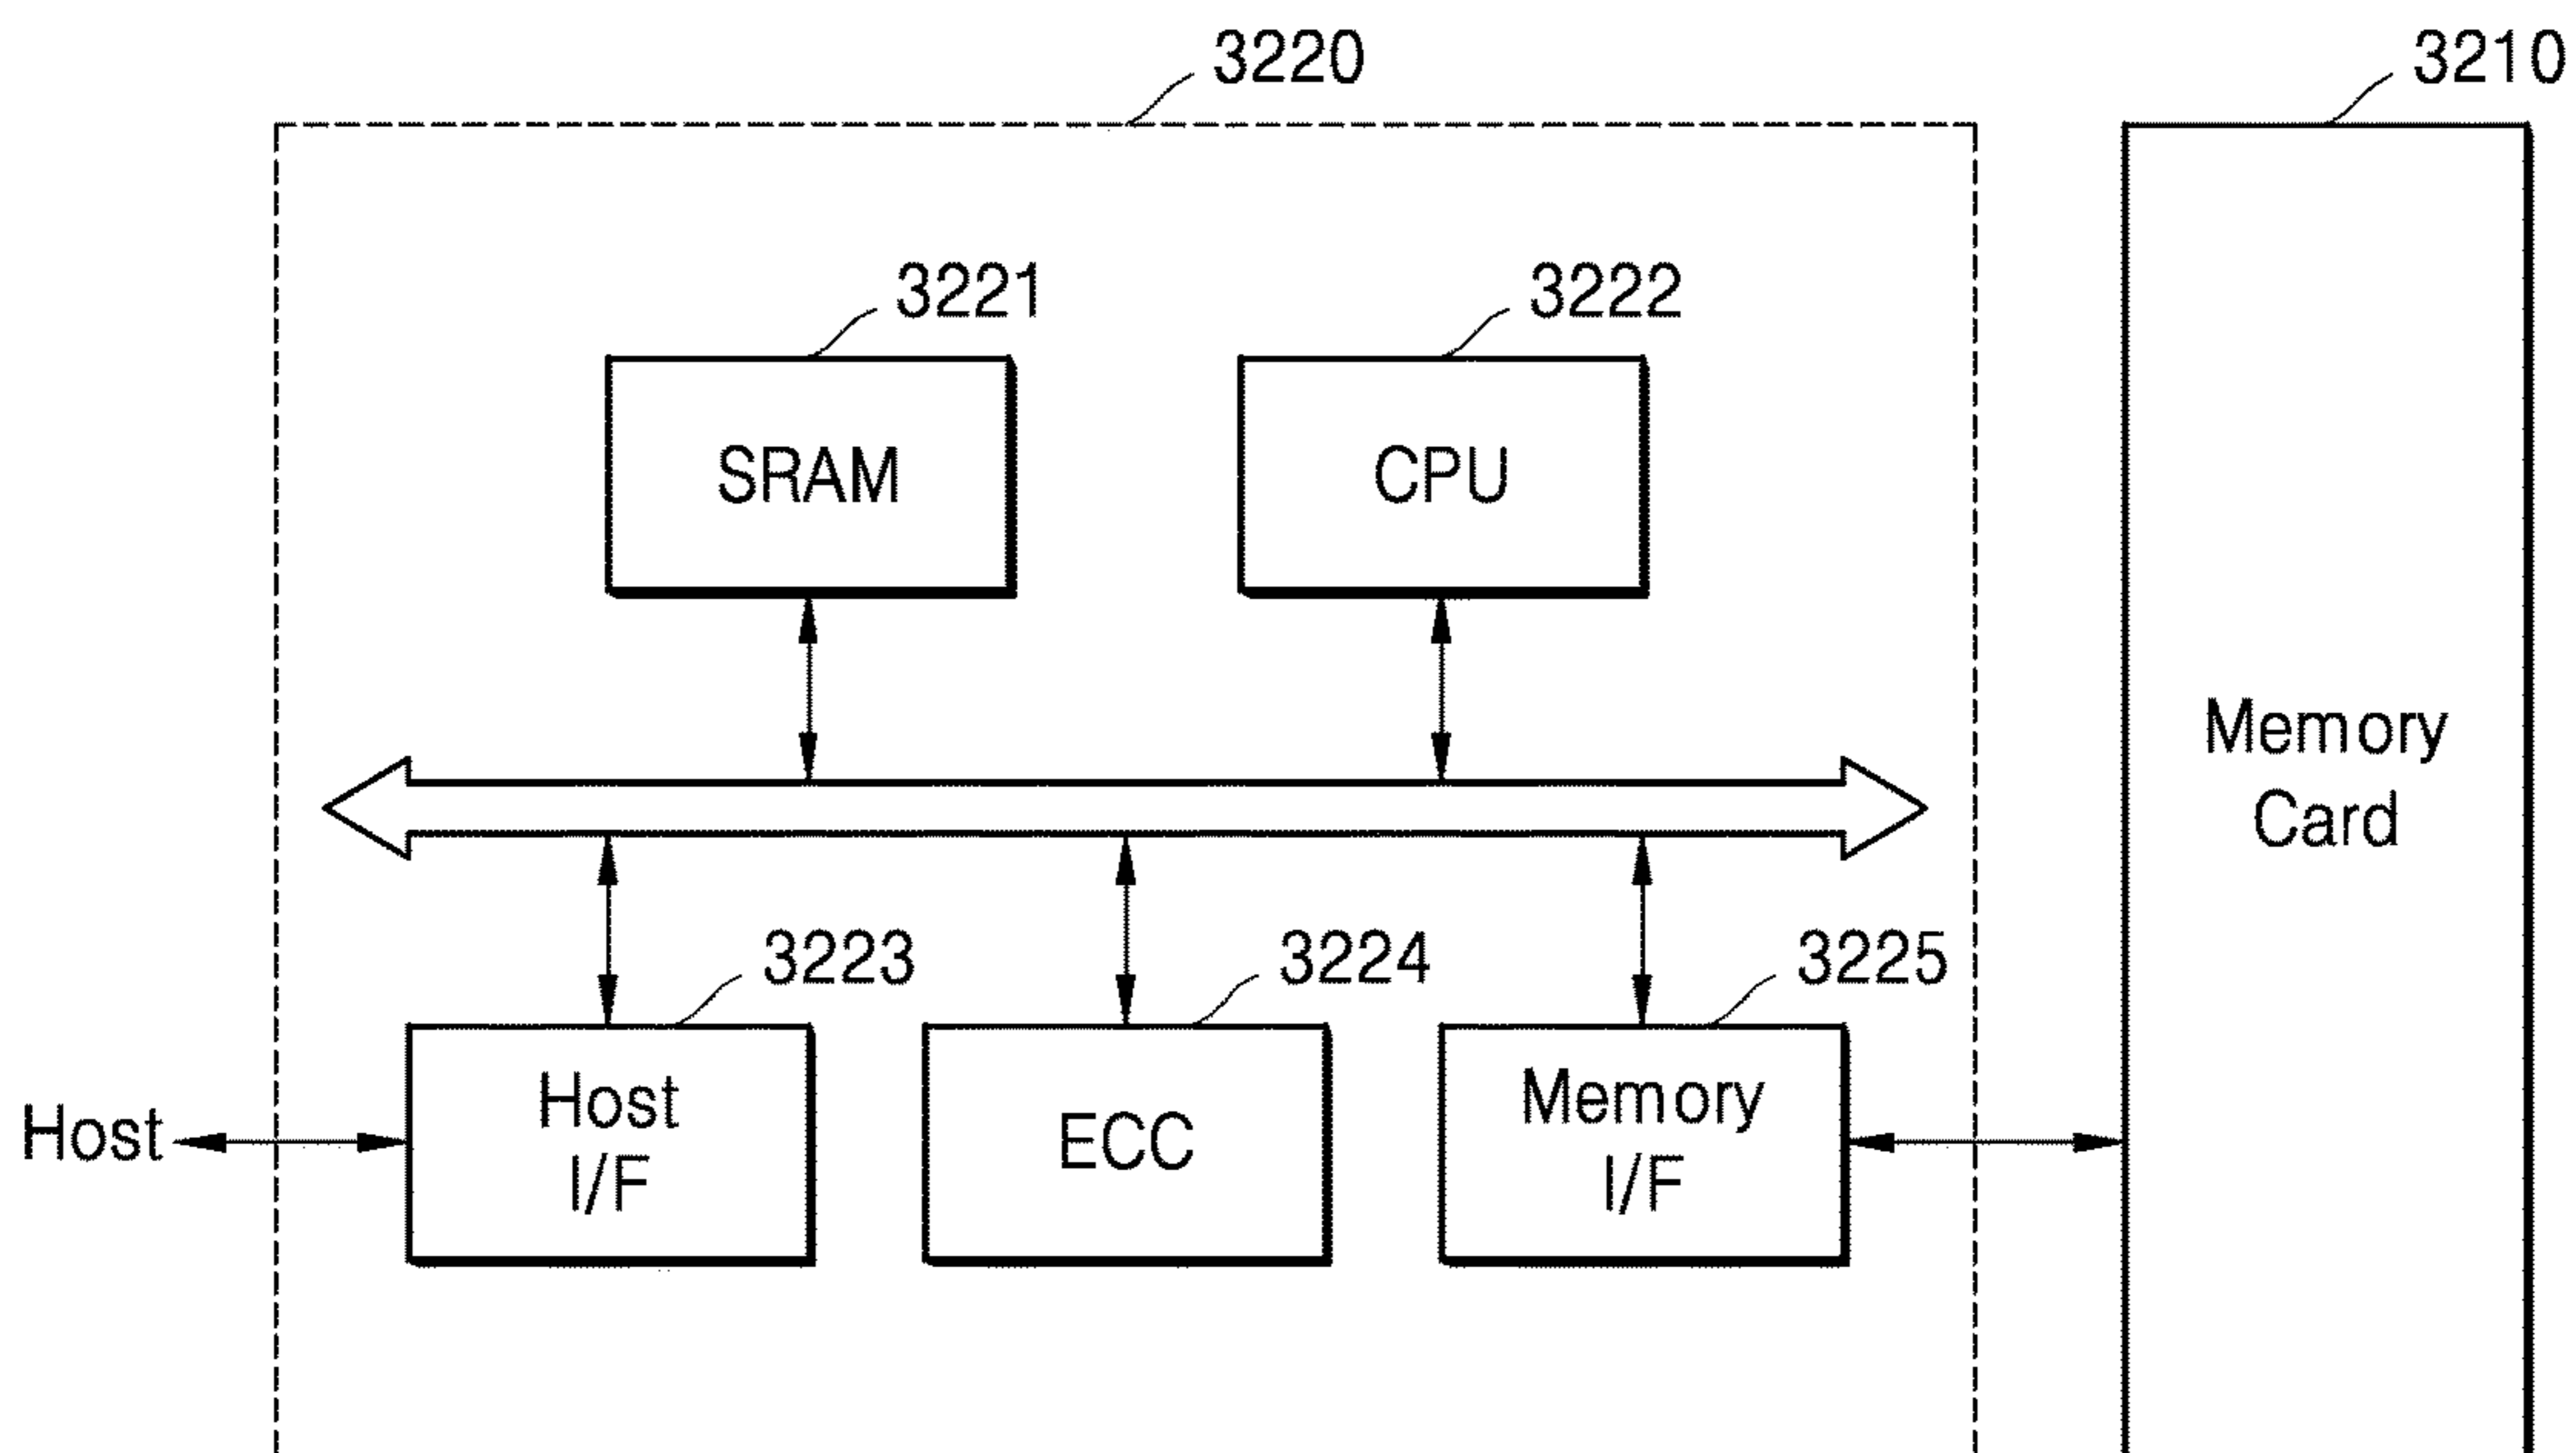 3220
3210
3221
3222
SRAM
CPU
Memory
Card
3223
3224
3225
Host
Host
I/F
ECC
Memory
I/F